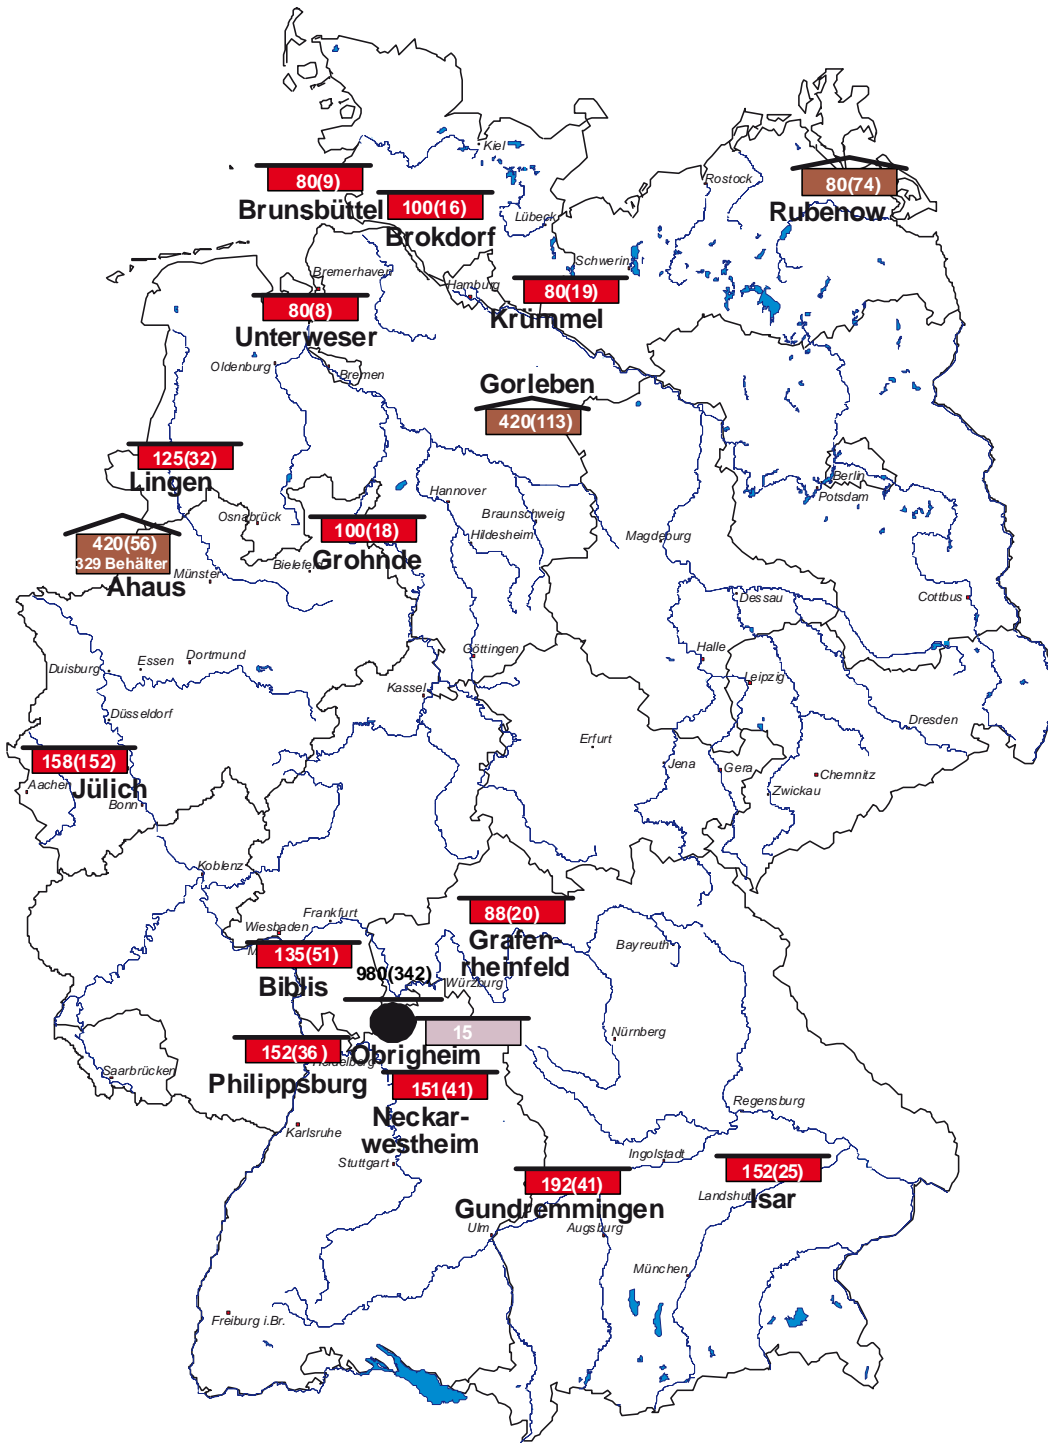 Kiel
80(9)
Brunsbüttel
100(16)
Brokdorf
Lübeck
Rostock
80(74)
Rubenow
Bremerhaven
Hamburg
Schwerin
80(19)
Krümmel
80(8)
Unterweser
Oldenburg
Bremen
Gorleben
420(113)
125(32)
Lingen
Hannover
Berlin
Potsdam
Osnabrück
Braunschweig
Hildesheim
Magdeburg
100(18)
Grohnde
Bielefeld
420(56)
329 Behälter
Ahaus
Münster
Dessau
Cottbus
Göttingen
Halle
Leipzig
Duisburg
Essen
Dortmund
Kassel
Düsseldorf
Dresden
Erfurt
Jena
Gera
Chemnitz
Zwickau
158(152)
Jülich
Aachen
Bonn
Koblenz
Frankfurt
Wiesbaden
88(20)
Grafen-
rheinfeld
Bayreuth
135(51)
Biblis
980(342)
Würzburg
15
Obrigheim
Nürnberg
152(36)
Heidelberg
Philippsburg
Saarbrücken
151(41)
Neckar-
westheim
Karlsruhe
Stuttgart
Regensburg
Ingolstadt
152(25)
Landshut
Isar
192(41)
Gundremmingen
Ulm
Augsburg
München
Freiburg i.Br.